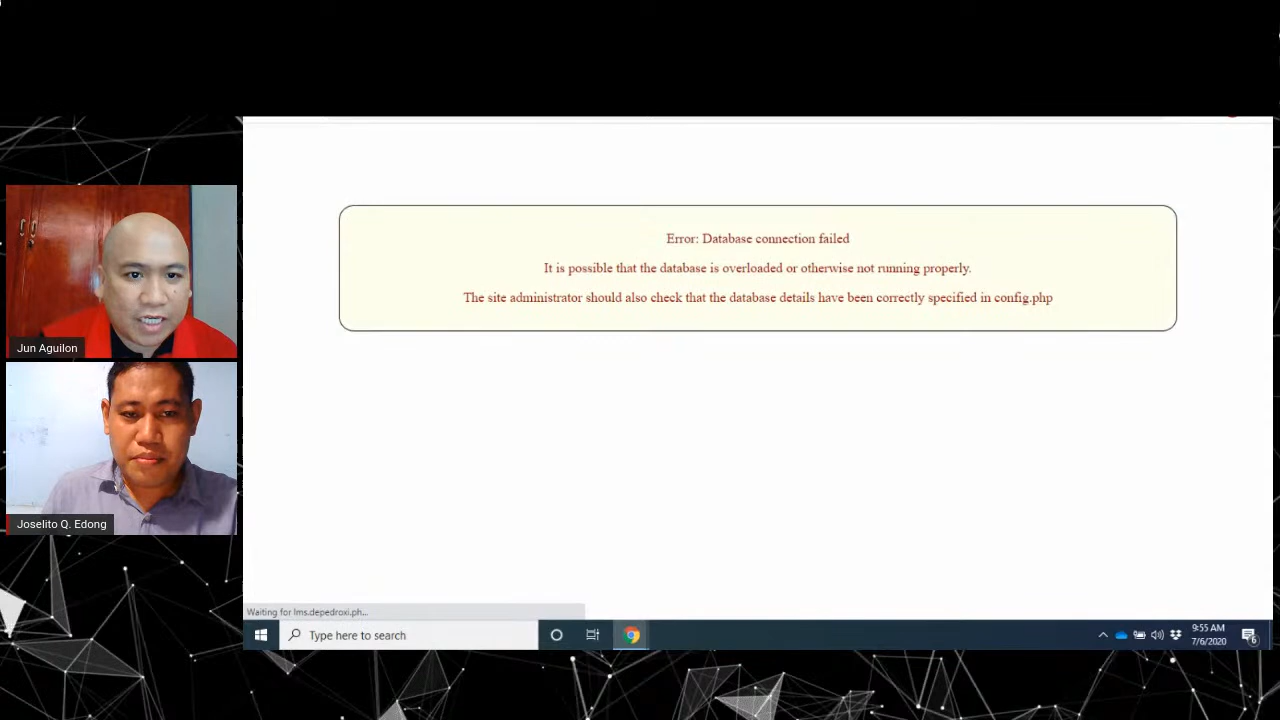 Error: Database connection failed
It is possible that the database is overloaded or otherwise not running properly.
The site administrator should also check that the database details have been correctly specified in config.php
Jun Aguilon
Joselito Q. Edong
Waiting for lms.depedroxi.ph...
Type here to search
9:55 AM
7/6/2020
6